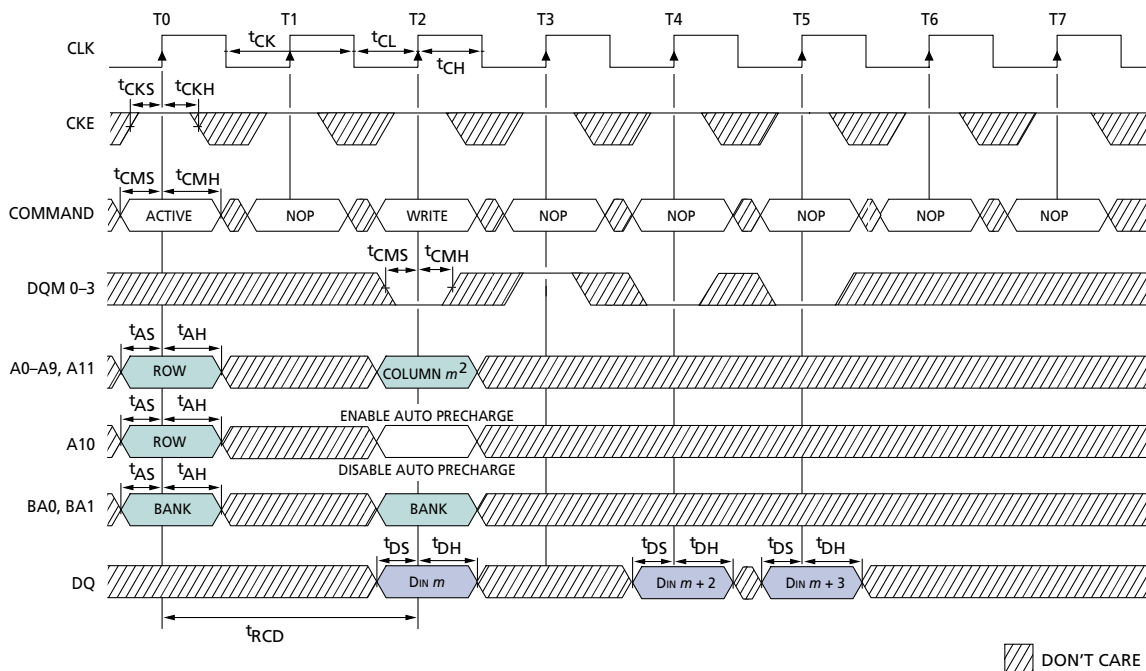 T0 T1 T2 T3 T4 T5 T6 T7
CLK tCK tCL
tCH
tCKS tCKH
CKE
tCMS tCMH
COMMAND ACTIVE NOP WRITE NOP NOP NOP NOP NOP
tCMS tCMH
DQM 0–3
tAS tAH
A0–A9, A11 ROW COLUMN m2
tAS tAH ENABLE AUTO PRECHARGE
A10 ROW
tAS tAH DISABLE AUTO PRECHARGE
BA0, BA1 BANK BANK
tDS tDH tDS tDH tDS tDH
DQ DIN m DIN m + 2 DIN m + 3
tRCD
DON'T CARE